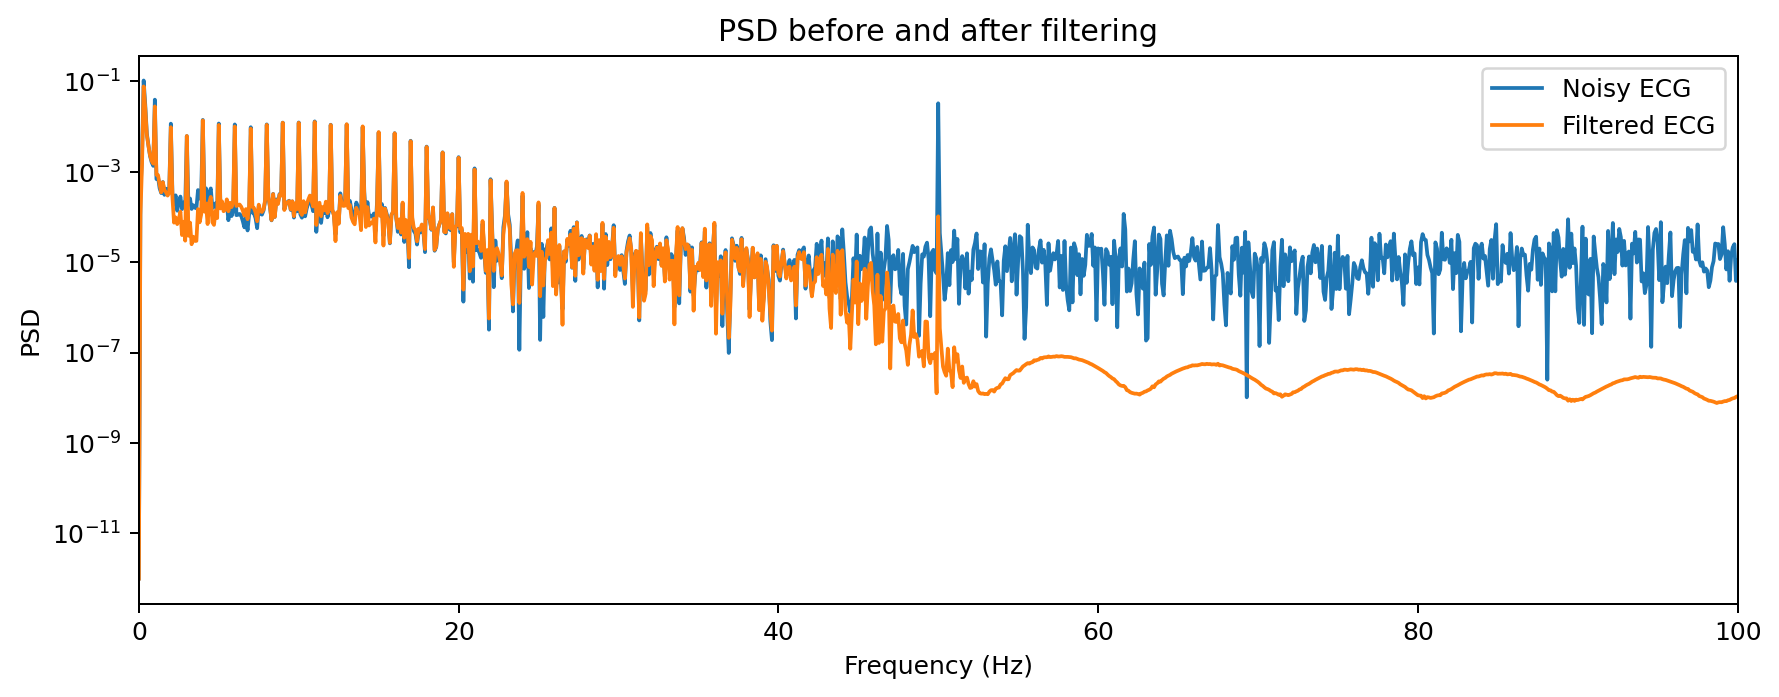 PSD before and after filtering
Noisy ECG
Filtered ECG
10⁻¹
10⁻³
10⁻⁵
10⁻⁷
10⁻⁹
10⁻¹¹
PSD
0 20 40 60 80 100
Frequency (Hz)